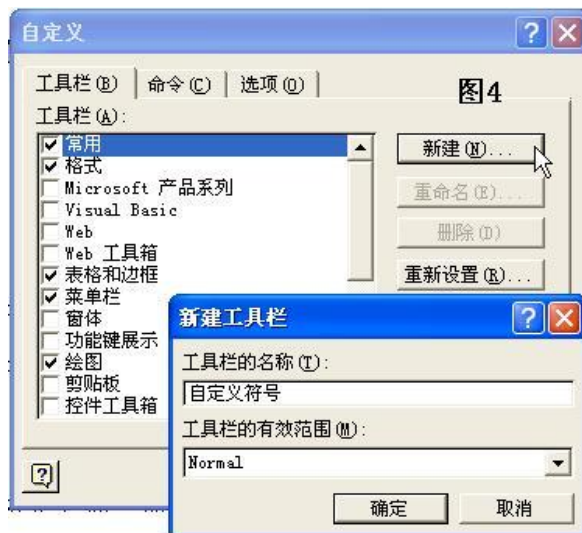 自定义
工具栏(B) 命令(C) 选项(O)
图4
工具栏(A):
常用
格式
Microsoft 产品系列
Visual Basic
Web
Web 工具箱
表格和边框
菜单栏
窗体
功能键展示
绘图
剪贴板
控件工具箱
新建(N)...
重命名(E)...
删除(D)
重新设置(R)...
新建工具栏
工具栏的名称(T):
自定义符号
工具栏的有效范围(M):
Normal
确定 取消